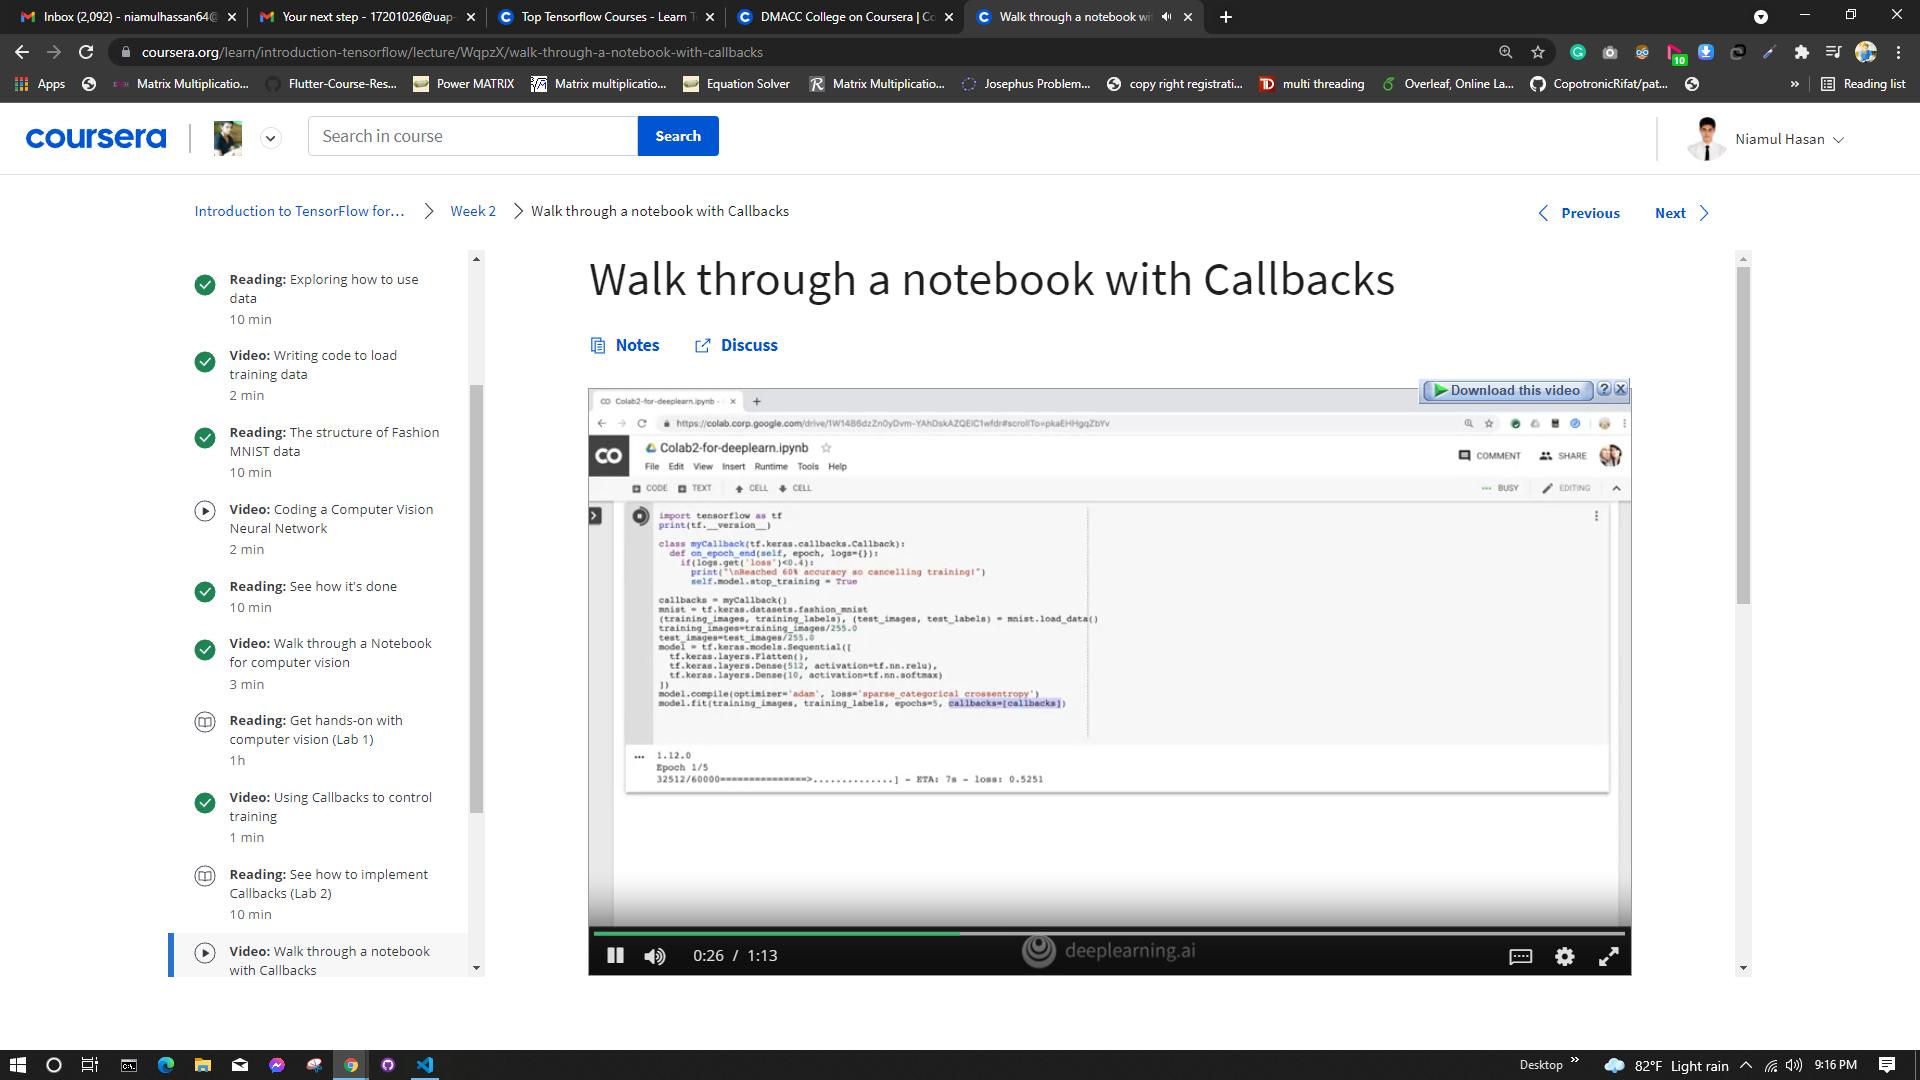 Inbox (2,092) - niamulhassan64@
Your next step - 17201026@uap-
Top Tensorflow Courses - Learn T
DMACC College on Coursera | Co
Walk through a notebook wi
coursera.org/learn/introduction-tensorflow/lecture/WqpzX/walk-through-a-notebook-with-callbacks
10
Apps
Matrix Multiplicatio...
Flutter-Course-Res...
Power MATRIX
Matrix multiplicatio...
Equation Solver
Matrix Multiplicatio...
Josephus Problem...
copy right registrati...
multi threading
Overleaf, Online La...
CopotronicRifat/pat...
Reading list
coursera
Search in course
Search
Niamul Hasan
Introduction to TensorFlow for...
Week 2
Walk through a notebook with Callbacks
Previous
Next
Reading: Exploring how to use
data
10 min
Video: Writing code to load
training data
2 min
Reading: The structure of Fashion
MNIST data
10 min
Video: Coding a Computer Vision
Neural Network
2 min
Reading: See how it's done
10 min
Video: Walk through a Notebook
for computer vision
3 min
Reading: Get hands-on with
computer vision (Lab 1)
1h
Video: Using Callbacks to control
training
1 min
Reading: See how to implement
Callbacks (Lab 2)
10 min
Video: Walk through a notebook
with Callbacks
Walk through a notebook with Callbacks
Notes
Discuss
Download this video
Colab2-for-deeplearn.ipynb -
CO
Colab2-for-deeplearn.ipynb
File Edit View Insert Runtime Tools Help
COMMENT
SHARE
CODE TEXT CELL CELL
BUSY
EDITING
import tensorflow as tf
print(tf.__version__)
class myCallback(tf.keras.callbacks.Callback):
def on_epoch_end(self, epoch, logs={}):
if(logs.get('loss')<0.4):
print("\nReached 60% accuracy so cancelling training!")
self.model.stop_training = True
callbacks = myCallback()
mnist = tf.keras.datasets.fashion_mnist
(training_images, training_labels), (test_images, test_labels) = mnist.load_data()
training_images=training_images/255.0
test_images=test_images/255.0
model = tf.keras.models.Sequential([
tf.keras.layers.Flatten(),
tf.keras.layers.Dense(512, activation=tf.nn.relu),
tf.keras.layers.Dense(10, activation=tf.nn.softmax)
])
model.compile(optimizer='adam', loss='sparse_categorical_crossentropy')
model.fit(training_images, training_labels, epochs=5, callbacks=[callbacks])
1.12.0
Epoch 1/5
32512/60000===============>..............] - ETA: 7s - loss: 0.5251
0:26 / 1:13
deeplearning.ai
Desktop
82°F Light rain
9:16 PM